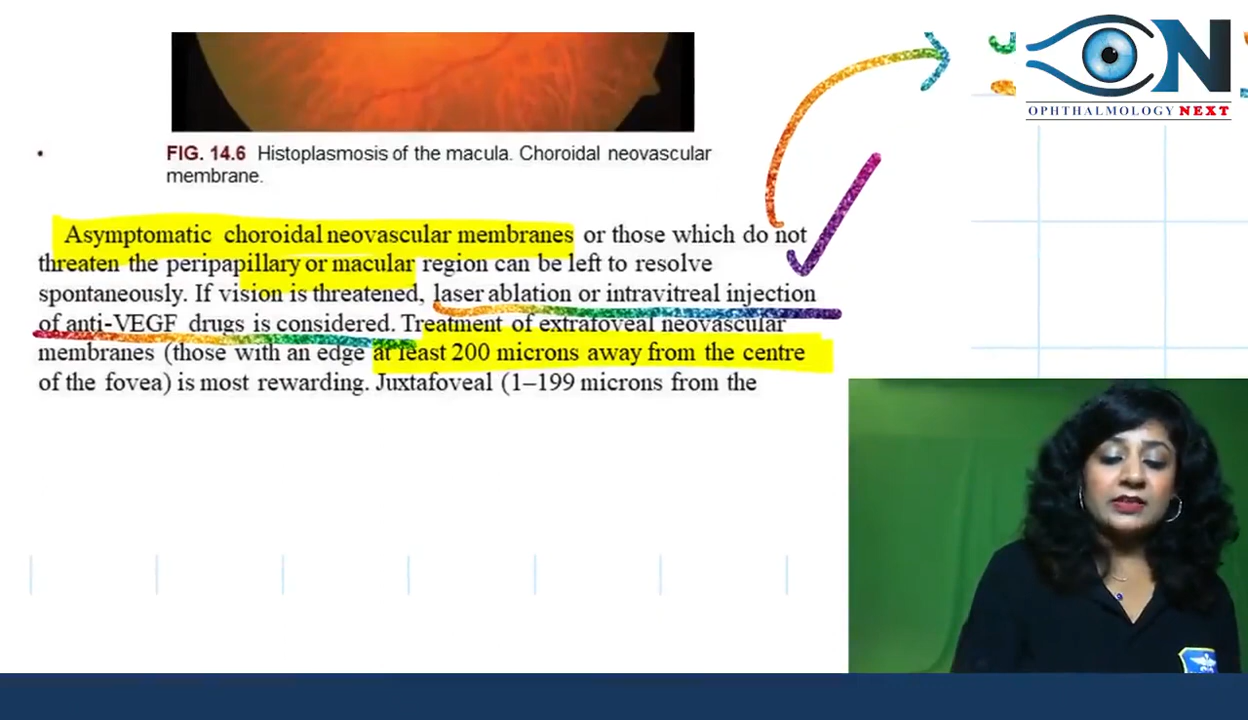 OPHTHALMOLOGY NEXT
FIG. 14.6 Histoplasmosis of the macula. Choroidal neovascular
membrane.
Asymptomatic choroidal neovascular membranes or those which do not
threaten the peripapillary or macular region can be left to resolve
spontaneously. If vision is threatened, laser ablation or intravitreal injection
of anti-VEGF drugs is considered. Treatment of extrafoveal neovascular
membranes (those with an edge at least 200 microns away from the centre
of the fovea) is most rewarding. Juxtafoveal (1–199 microns from the